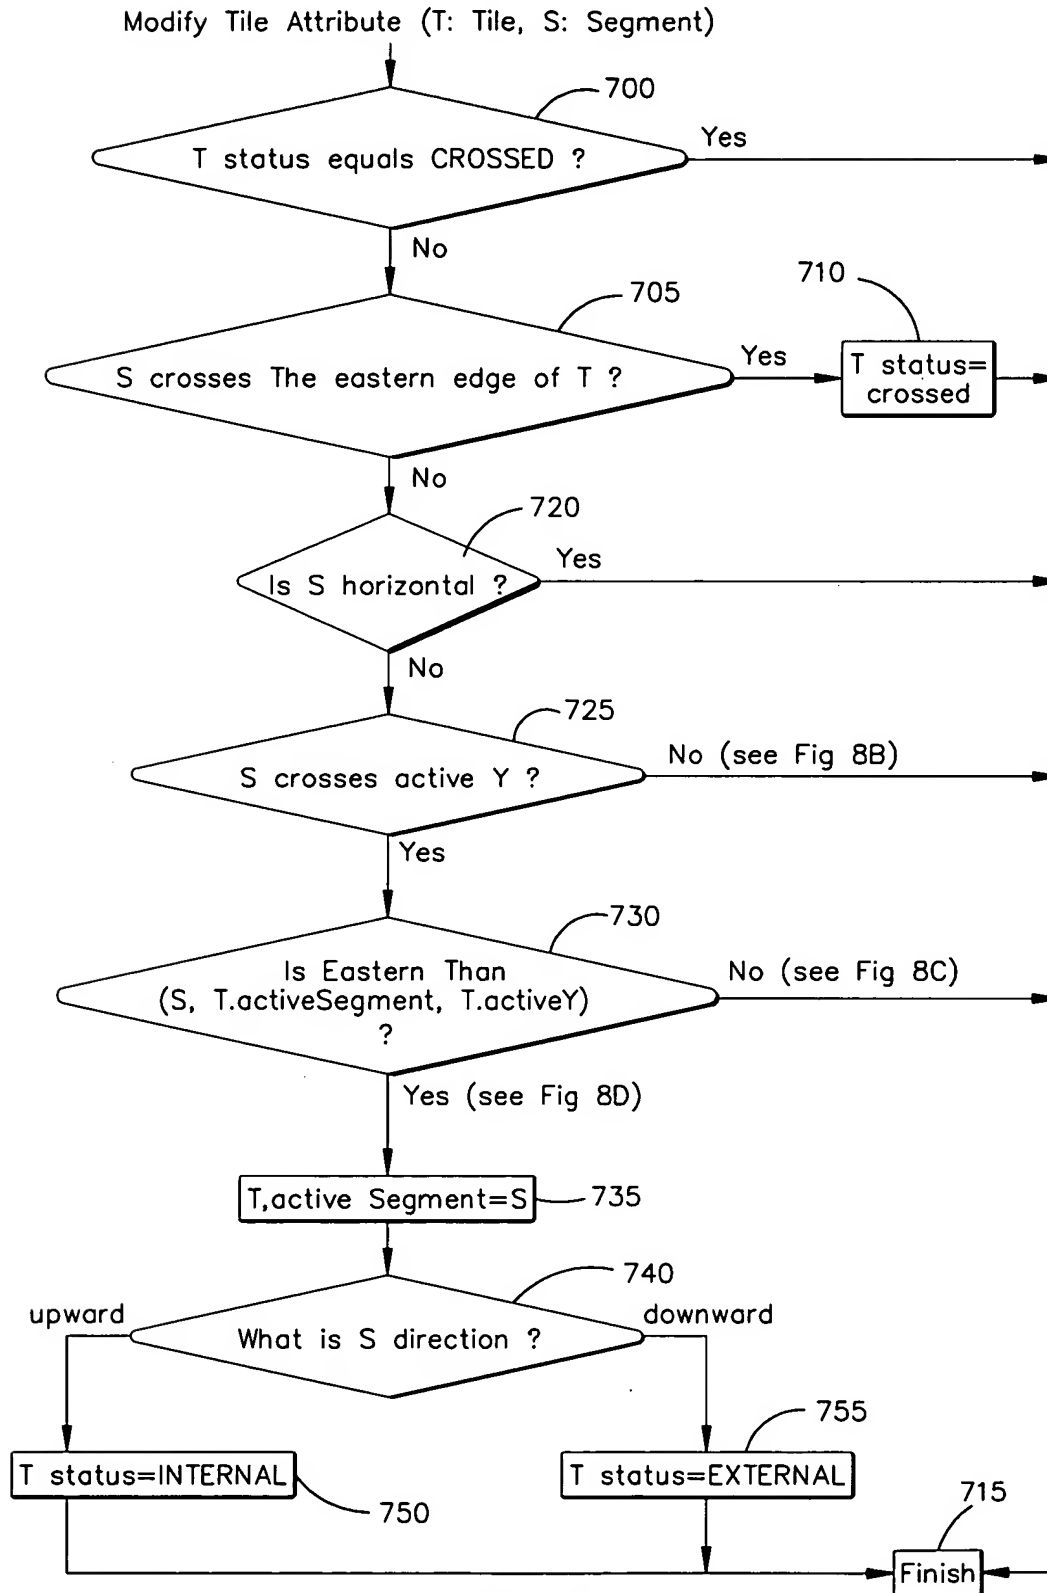 Modify Tile Attribute (T: Tile, S: Segment)
700
T status equals CROSSED ?
Yes
No
705
710
S crosses The eastern edge of T ?
Yes
T status=
crossed
No
720
Is S horizontal ?
Yes
No
725
S crosses active Y ?
No (see Fig 8B)
Yes
730
Is Eastern Than
(S, T.activeSegment, T.activeY)
?
No (see Fig 8C)
Yes (see Fig 8D)
T,active Segment=S
735
740
upward
What is S direction ?
downward
755
T status=INTERNAL
750
T status=EXTERNAL
715
Finish